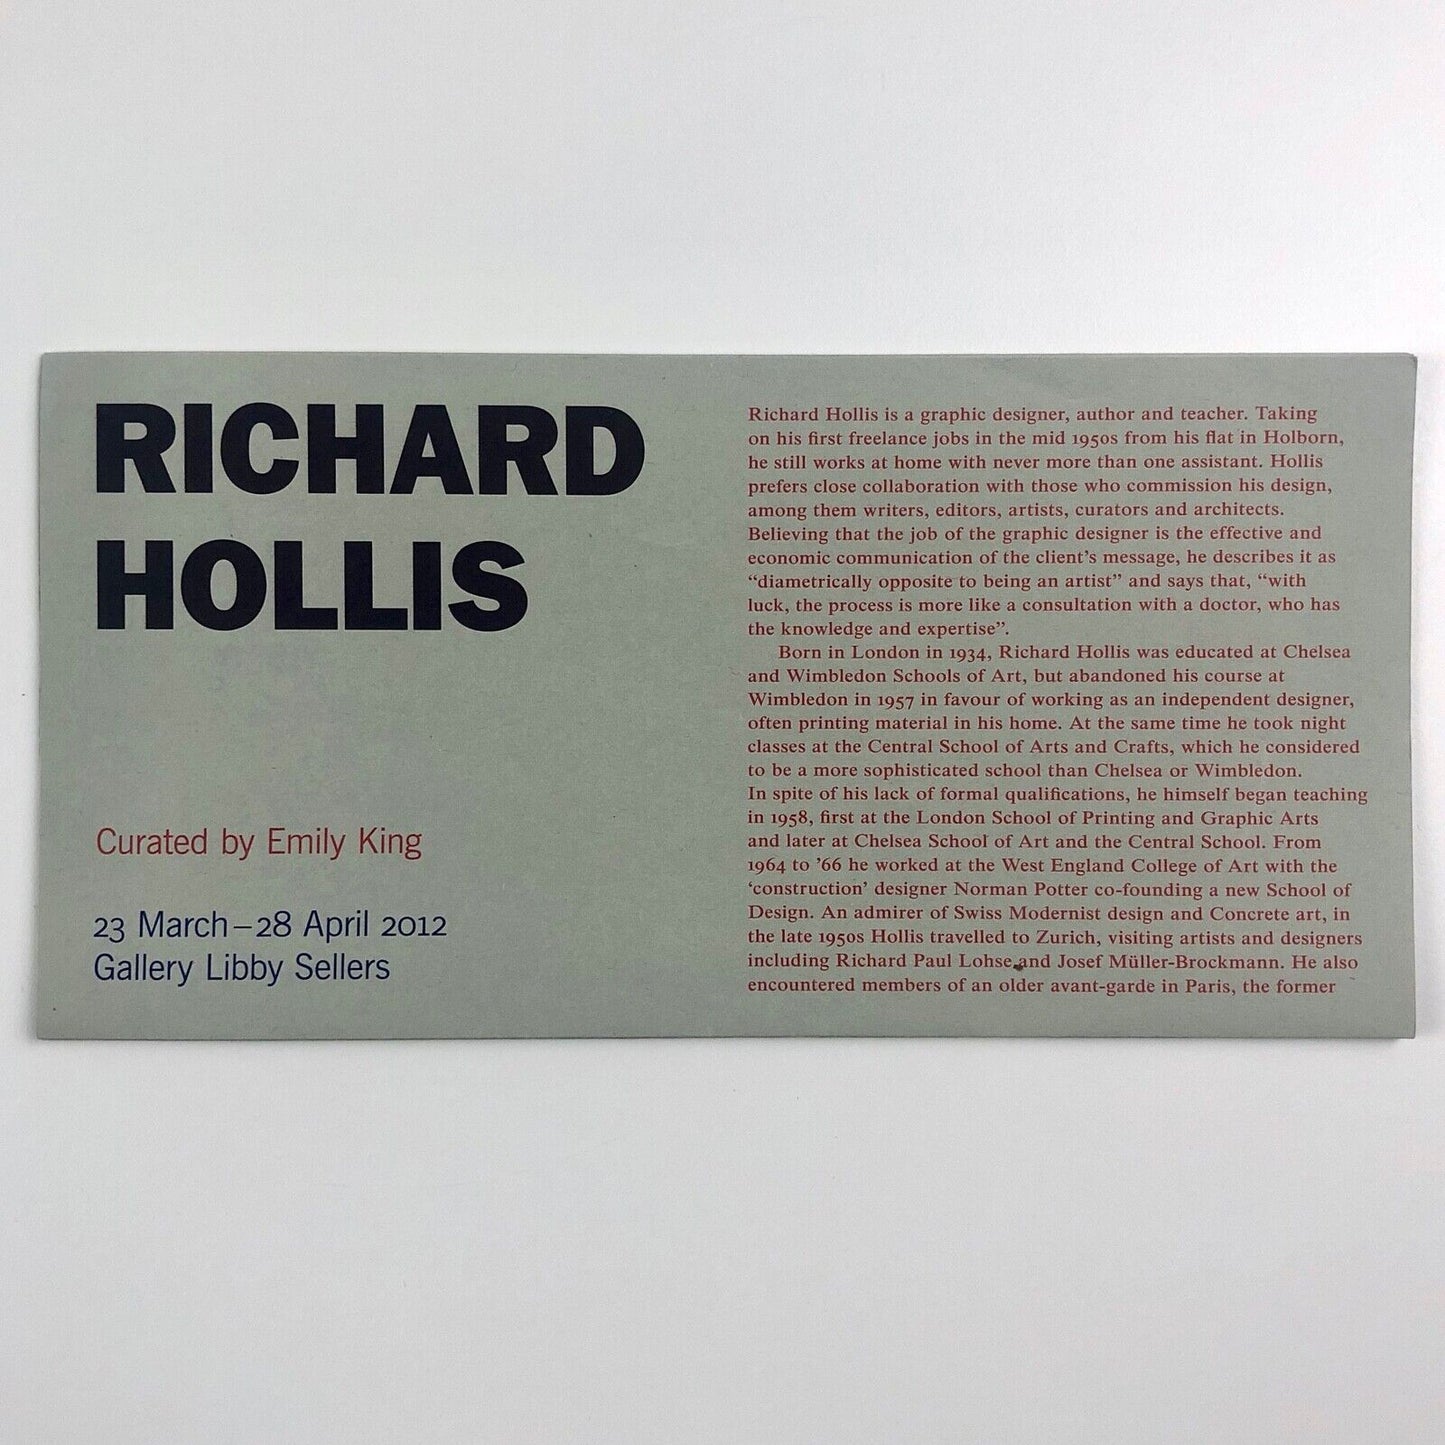 RICHARD
HOLLIS
Curated by Emily King
23 March–28 April 2012
Gallery Libby Sellers
Richard Hollis is a graphic designer, author and teacher. Taking
on his first freelance jobs in the mid 1950s from his flat in Holborn,
he still works at home with never more than one assistant. Hollis
prefers close collaboration with those who commission his design,
among them writers, editors, artists, curators and architects.
Believing that the job of the graphic designer is the effective and
economic communication of the client’s message, he describes it as
“diametrically opposite to being an artist” and says that, “with
luck, the process is more like a consultation with a doctor, who has
the knowledge and expertise”.
Born in London in 1934, Richard Hollis was educated at Chelsea
and Wimbledon Schools of Art, but abandoned his course at
Wimbledon in 1957 in favour of working as an independent designer,
often printing material in his home. At the same time he took night
classes at the Central School of Arts and Crafts, which he considered
to be a more sophisticated school than Chelsea or Wimbledon.
In spite of his lack of formal qualifications, he himself began teaching
in 1958, first at the London School of Printing and Graphic Arts
and later at Chelsea School of Art and the Central School. From
1964 to ’66 he worked at the West England College of Art with the
‘construction’ designer Norman Potter co-founding a new School of
Design. An admirer of Swiss Modernist design and Concrete art, in
the late 1950s Hollis travelled to Zurich, visiting artists and designers
including Richard Paul Lohse and Josef Müller-Brockmann. He also
encountered members of an older avant-garde in Paris, the former